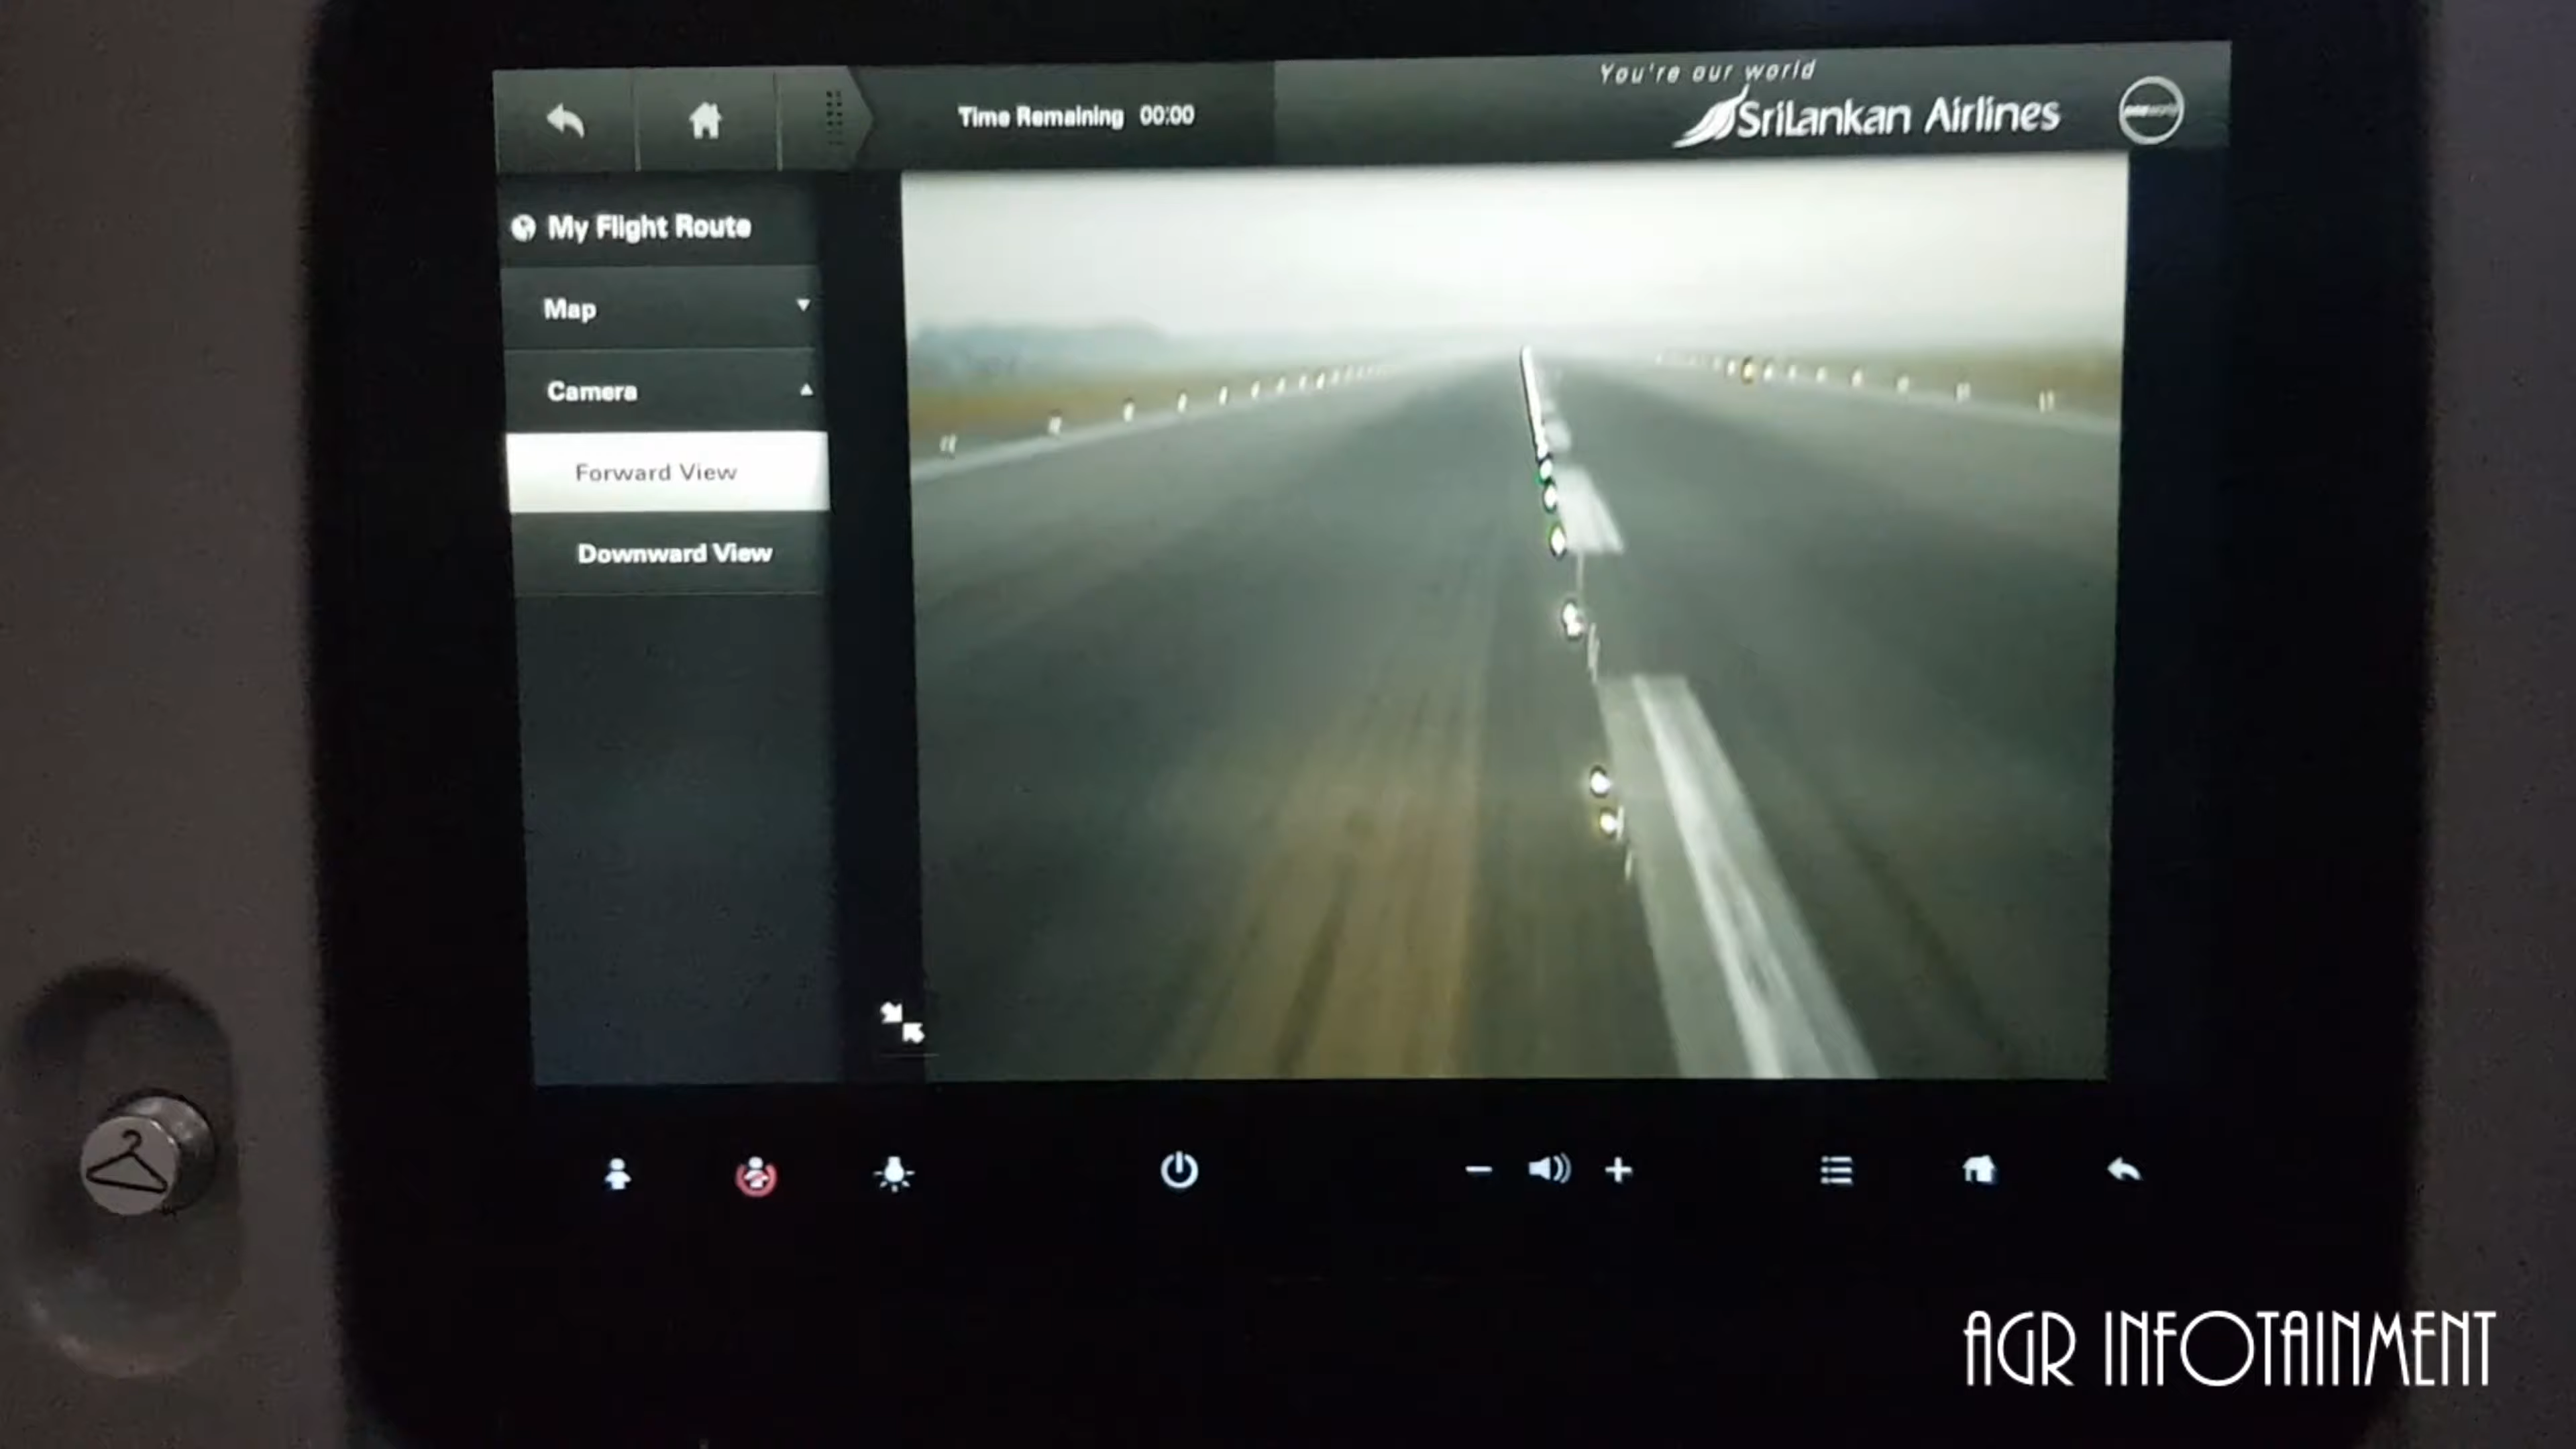 You're our world
Time Remaining 00:00
SriLankan Airlines
My Flight Route
Map
Camera
Forward View
Downward View
AGR INFOTAINMENT